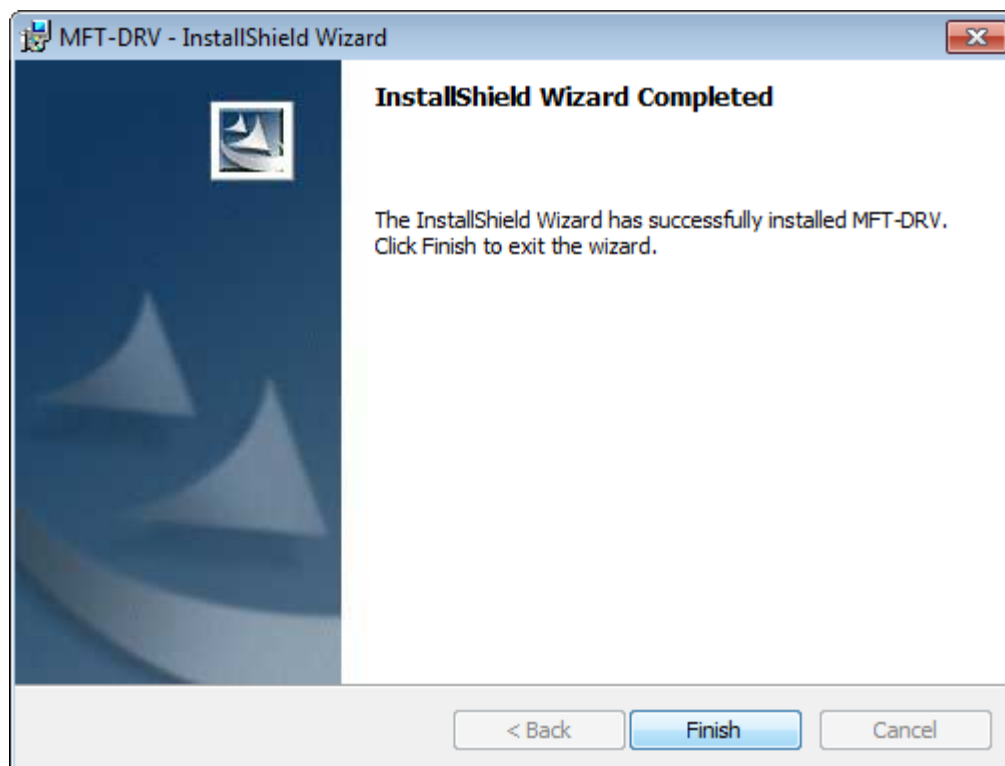 MFT-DRV - InstallShield Wizard
InstallShield Wizard Completed
The InstallShield Wizard has successfully installed MFT-DRV.
Click Finish to exit the wizard.
< Back
Finish
Cancel